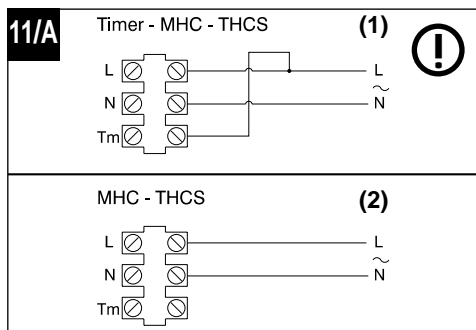 11/A
Timer - MHC - THCS (1)
L L
~
N N
Tm
MHC - THCS (2)
L L
~
N N
Tm